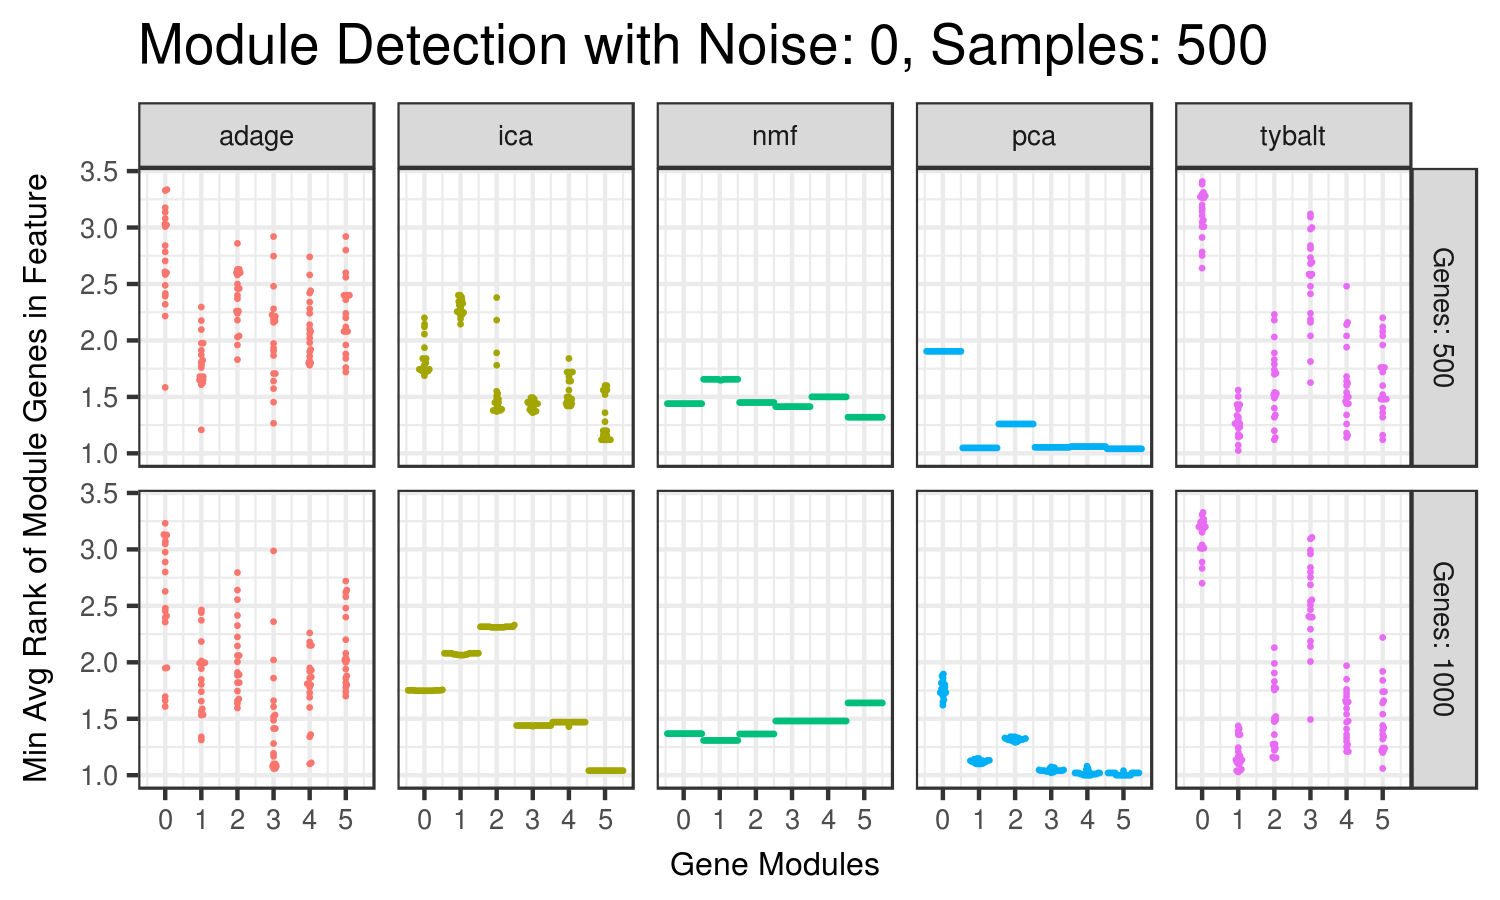 Module Detection with Noise: 0, Samples: 500
adage ica nmf pca tybalt
Min Avg Rank of Module Genes in Feature
3.5
3.0
2.5
2.0
1.5
1.0
Genes: 500
3.5
3.0
2.5
2.0
1.5
1.0
Genes: 1000
0 1 2 3 4 5 0 1 2 3 4 5 0 1 2 3 4 5 0 1 2 3 4 5 0 1 2 3 4 5
Gene Modules